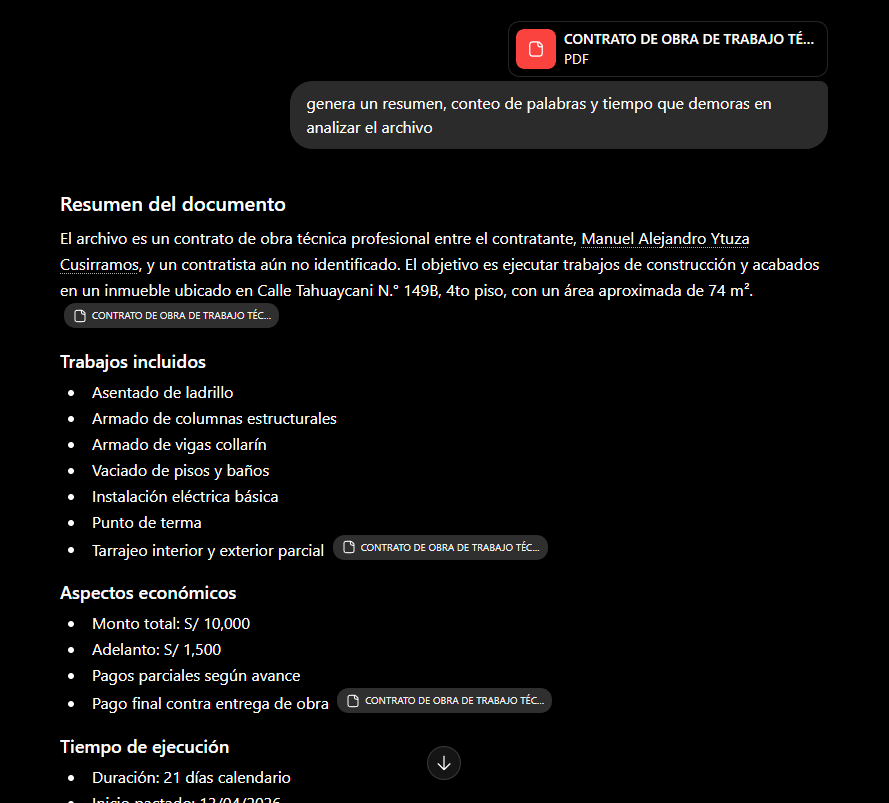 CONTRATO DE OBRA DE TRABAJO TÉ...
PDF
genera un resumen, conteo de palabras y tiempo que demoras en
analizar el archivo
Resumen del documento
El archivo es un contrato de obra técnica profesional entre el contratante, Manuel Alejandro Ytuza
Cusirramos, y un contratista aún no identificado. El objetivo es ejecutar trabajos de construcción y acabados
en un inmueble ubicado en Calle Tahuaycani N.° 149B, 4to piso, con un área aproximada de 74 m².
CONTRATO DE OBRA DE TRABAJO TÉC...
Trabajos incluidos
• Asentado de ladrillo
• Armado de columnas estructurales
• Armado de vigas collarín
• Vaciado de pisos y baños
• Instalación eléctrica básica
• Punto de terma
• Tarrajeo interior y exterior parcial CONTRATO DE OBRA DE TRABAJO TÉC...
Aspectos económicos
• Monto total: S/ 10,000
• Adelanto: S/ 1,500
• Pagos parciales según avance
• Pago final contra entrega de obra CONTRATO DE OBRA DE TRABAJO TÉC...
Tiempo de ejecución
• Duración: 21 días calendario
• Inicio pactado: 13/04/2026